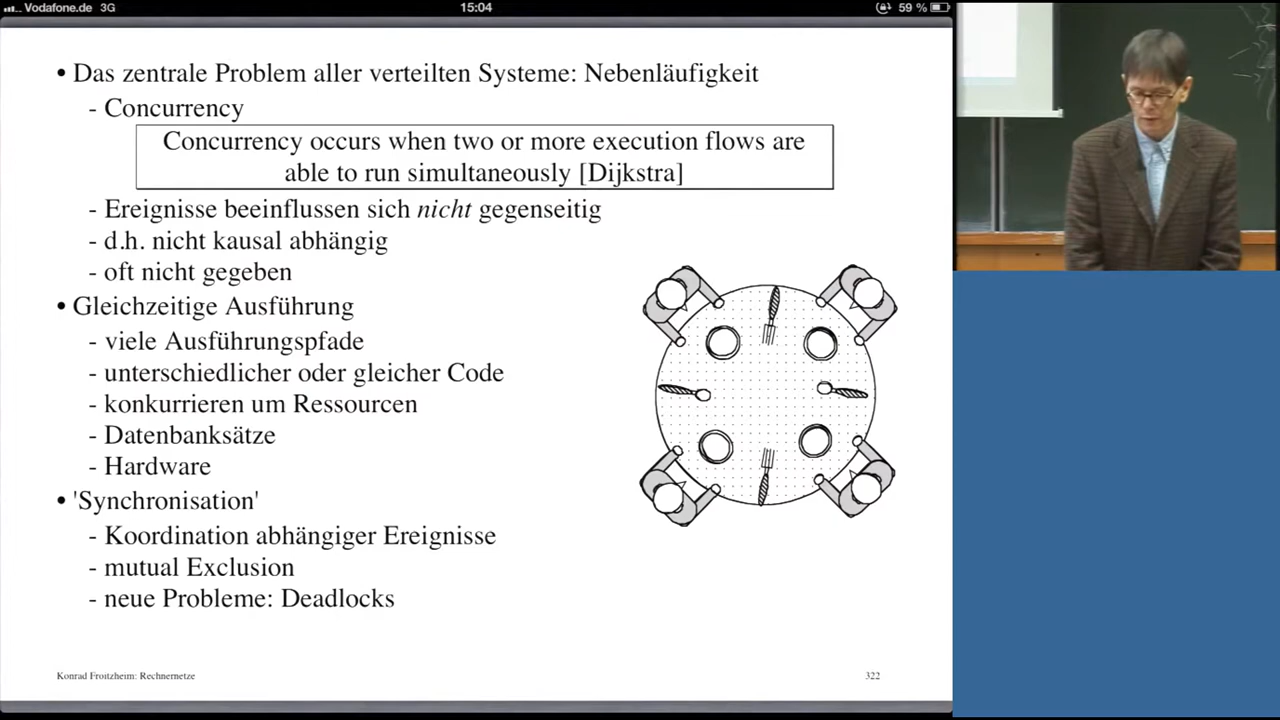 Vodafone.de 3G 15:04 59 %
• Das zentrale Problem aller verteilten Systeme: Nebenläufigkeit
- Concurrency
Concurrency occurs when two or more execution flows are
able to run simultaneously [Dijkstra]
- Ereignisse beeinflussen sich nicht gegenseitig
- d.h. nicht kausal abhängig
- oft nicht gegeben
• Gleichzeitige Ausführung
- viele Ausführungspfade
- unterschiedlicher oder gleicher Code
- konkurrieren um Ressourcen
- Datenbanksätze
- Hardware
• 'Synchronisation'
- Koordination abhängiger Ereignisse
- mutual Exclusion
- neue Probleme: Deadlocks
Konrad Froitzheim: Rechnernetze 322